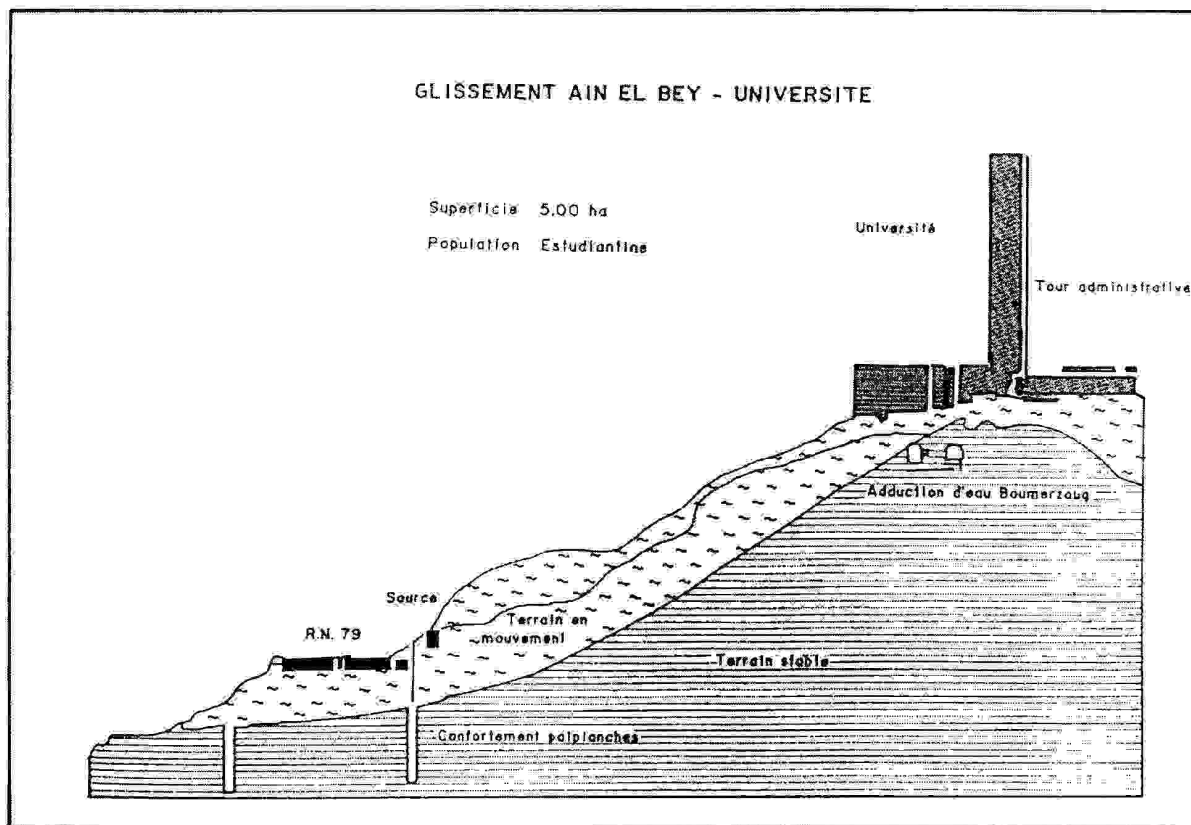 GLISSEMENT AIN EL BEY - UNIVERSITE
Superficie 5.00 ha
Population Estudiantine
Université
Tour administrative
Adduction d'eau Boumerzoug
Source
R.N. 79
Terrain en
mouvement
Terrain stable
Confortement palplanches